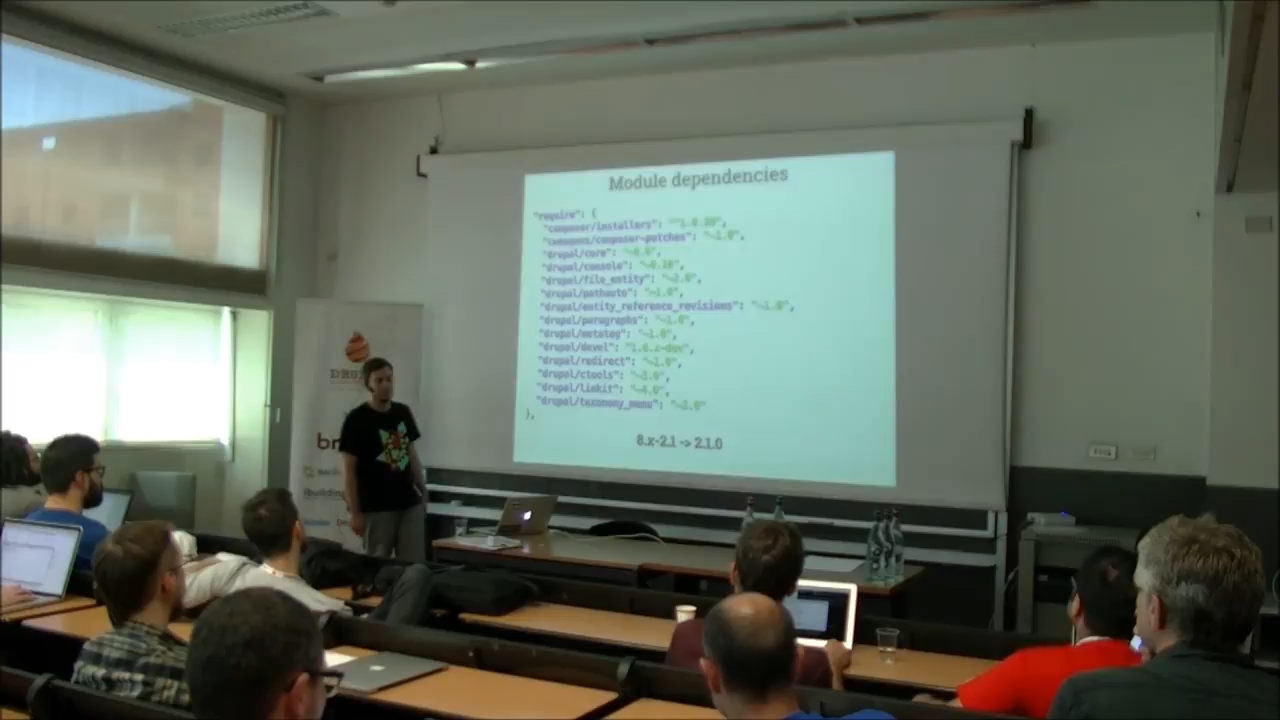 Module dependencies
"require": {
"composer/installers": "^1.0.20",
"cweagans/composer-patches": "~1.0",
"drupal/core": "~8.0",
"drupal/console": "~0.10",
"drupal/file_entity": "~2.0",
"drupal/pathauto": "~1.0",
"drupal/entity_reference_revisions": "~1.0",
"drupal/paragraphs": "~1.0",
"drupal/metatag": "~1.0",
"drupal/devel": "1.0.x-dev",
"drupal/redirect": "~1.0",
"drupal/ctools": "~3.0",
"drupal/linkit": "~4.0",
"drupal/taxonomy_menu": "~3.0"
},
8.x-2.1 -> 2.1.0